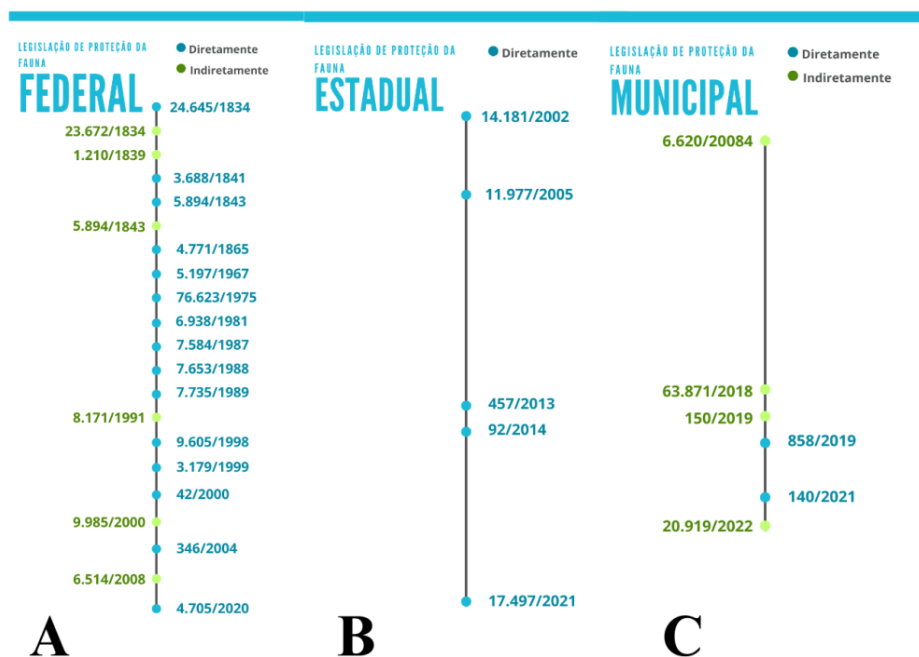 LEGISLAÇÃO DE PROTEÇÃO DA
FAUNA
FEDERAL
Diretamente
Indiretamente
24.645/1834
23.672/1834
1.210/1839
3.688/1841
5.894/1843
5.894/1843
4.771/1865
5.197/1967
76.623/1975
6.938/1981
7.584/1987
7.653/1988
7.735/1989
8.171/1991
9.605/1998
3.179/1999
42/2000
9.985/2000
346/2004
6.514/2008
4.705/2020
A
LEGISLAÇÃO DE PROTEÇÃO DA
FAUNA
ESTADUAL
Diretamente
14.181/2002
11.977/2005
457/2013
92/2014
17.497/2021
B
LEGISLAÇÃO DE PROTEÇÃO DA
FAUNA
MUNICIPAL
Diretamente
Indiretamente
6.620/20084
63.871/2018
150/2019
858/2019
140/2021
20.919/2022
C